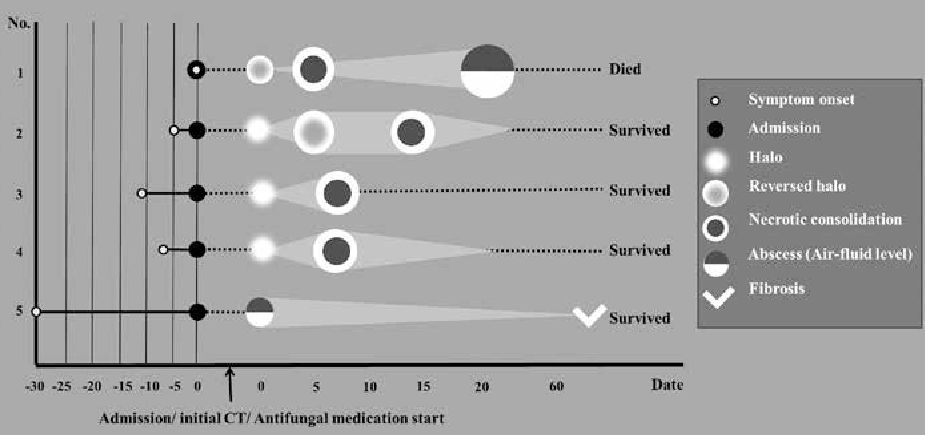 No.
1
Died
2
Survived
3
Survived
4
Survived
5
Survived
-30 -25 -20 -15 -10 -5 0 0 5 10 15 20 60 Date
Admission/ initial CT/ Antifungal medication start
Symptom onset
Admission
Halo
Reversed halo
Necrotic consolidation
Abscess (Air-fluid level)
Fibrosis